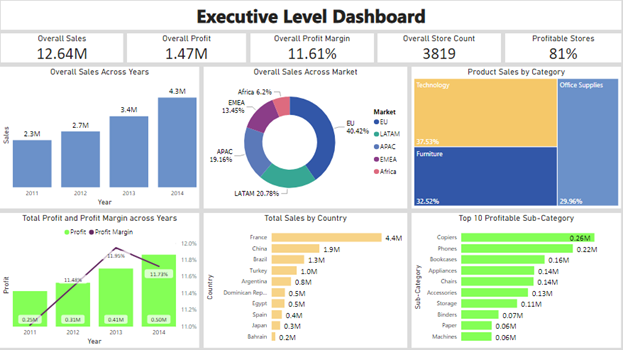 Executive Level Dashboard
Overall Sales
12.64M
Overall Profit
1.47M
Overall Profit Margin
11.61%
Overall Store Count
3819
Profitable Stores
81%
Overall Sales Across Years
Sales
2.3M
2.7M
3.4M
4.3M
2011
2012
2013
2014
Year
Overall Sales Across Market
Africa 6.2%
EMEA
13.45%
APAC
19.16%
LATAM 20.78%
EU
40.42%
Market
EU
LATAM
APAC
EMEA
Africa
Product Sales by Category
Technology
37.53%
Furniture
32.52%
Office Supplies
29.96%
Total Profit and Profit Margin across Years
Profit
Profit Margin
Profit
0.25M
0.31M
0.41M
0.50M
11.48%
11.95%
11.73%
12.0%
11.8%
11.6%
11.4%
11.2%
11.0%
2011
2012
2013
2014
Year
Total Sales by Country
Country
France 4.4M
China 1.9M
Brazil 1.3M
Turkey 1.0M
Argentina 0.8M
Dominican Rep... 0.5M
Egypt 0.5M
Spain 0.4M
Japan 0.3M
Bahrain 0.2M
Top 10 Profitable Sub-Category
Sub-Category
Copiers 0.26M
Phones 0.22M
Bookcases 0.16M
Appliances 0.14M
Chairs 0.14M
Accessories 0.13M
Storage 0.11M
Binders 0.07M
Paper 0.06M
Machines 0.06M